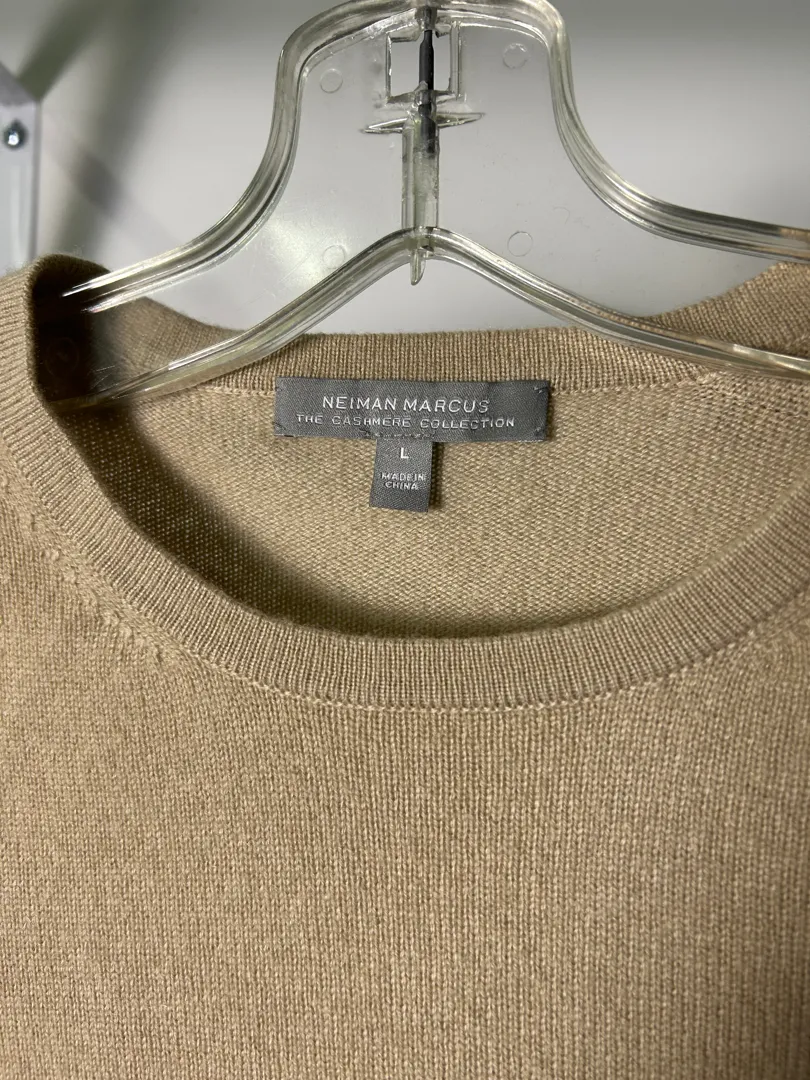 NEIMAN MARCUS
THE CASHMERE COLLECTION
L
MADE IN
CHINA